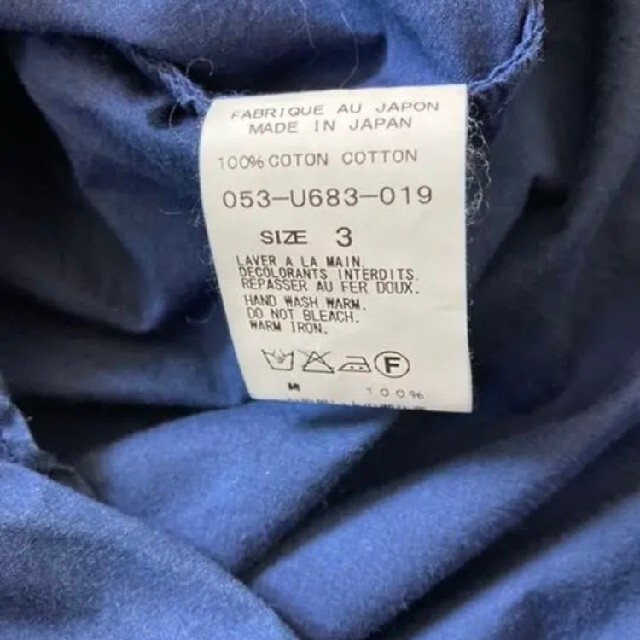 FABRIQUE AU JAPON
MADE IN JAPAN
100% COTON COTTON
053-U683-019
SIZE 3
LAVER A LA MAIN.
DECOLORANTS INTERDITS.
REPASSER AU FER DOUX.
HAND WASH WARM.
DO NOT BLEACH.
WARM IRON.
F
100%